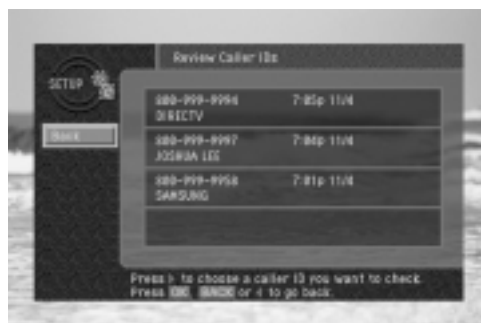 Review Caller IDs
SETUP
Back
800-999-9994 7:05p 11/4
DIRECTV
800-999-9997 7:04p 11/4
JOSHUA LEE
800-999-9958 7:01p 11/4
SAMSUNG
Press > to choose a caller ID you want to check.
Press OK, BACK or < to go back.